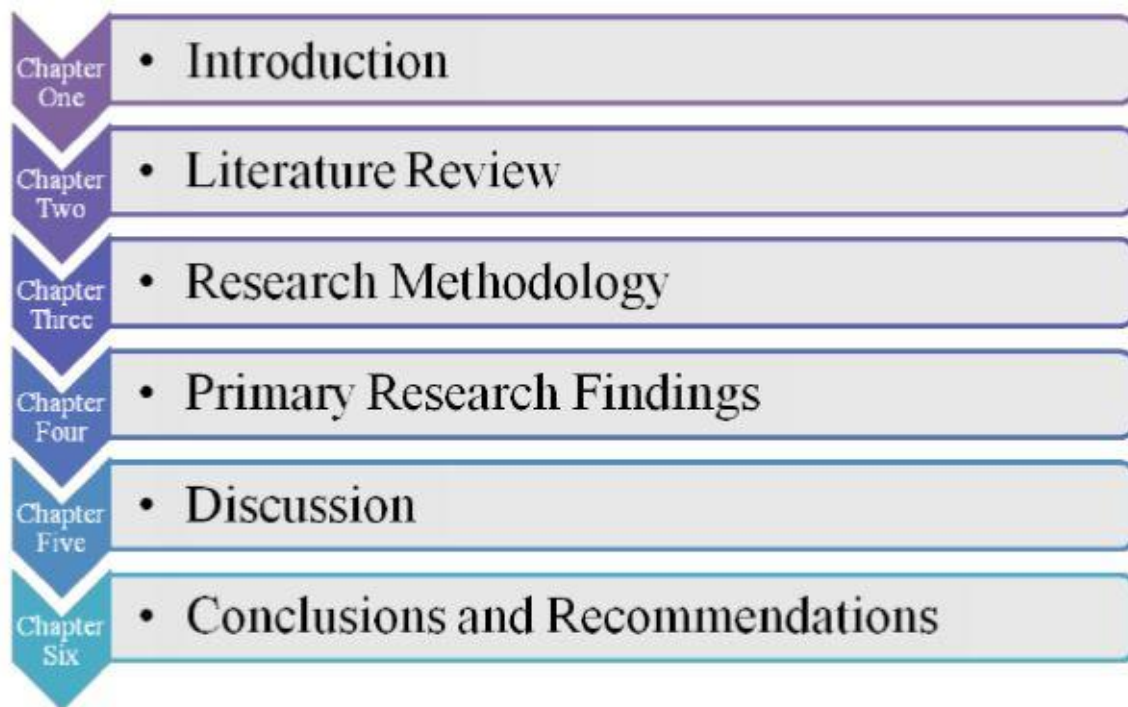 Chapter
One
• Introduction
Chapter
Two
• Literature Review
Chapter
Three
• Research Methodology
Chapter
Four
• Primary Research Findings
Chapter
Five
• Discussion
Chapter
Six
• Conclusions and Recommendations